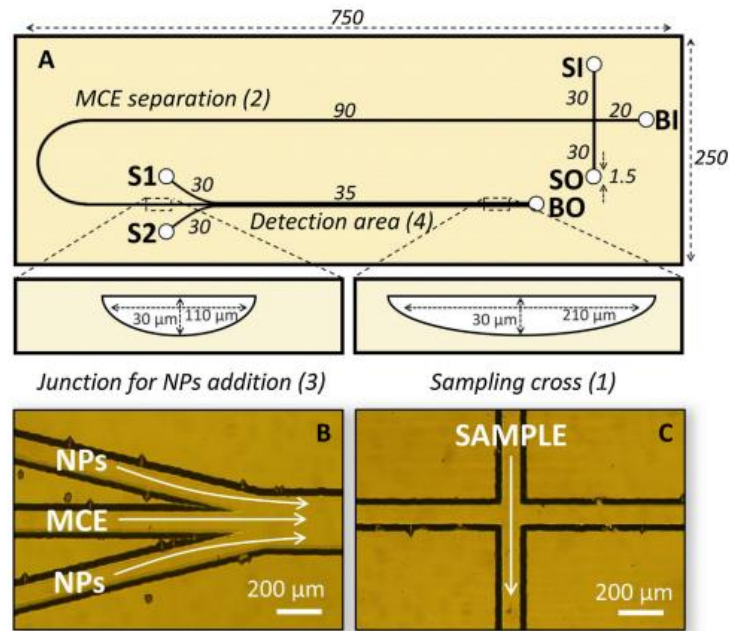 750
A
SI
MCE separation (2)
30
20
90
BI
250
S1
30
SO
1.5
30
35
BO
Detection area (4)
S2
30
30 µm
110 µm
30 µm
210 µm
Junction for NPs addition (3)
Sampling cross (1)
B
NPs
MCE
NPs
200 µm
C
SAMPLE
200 µm